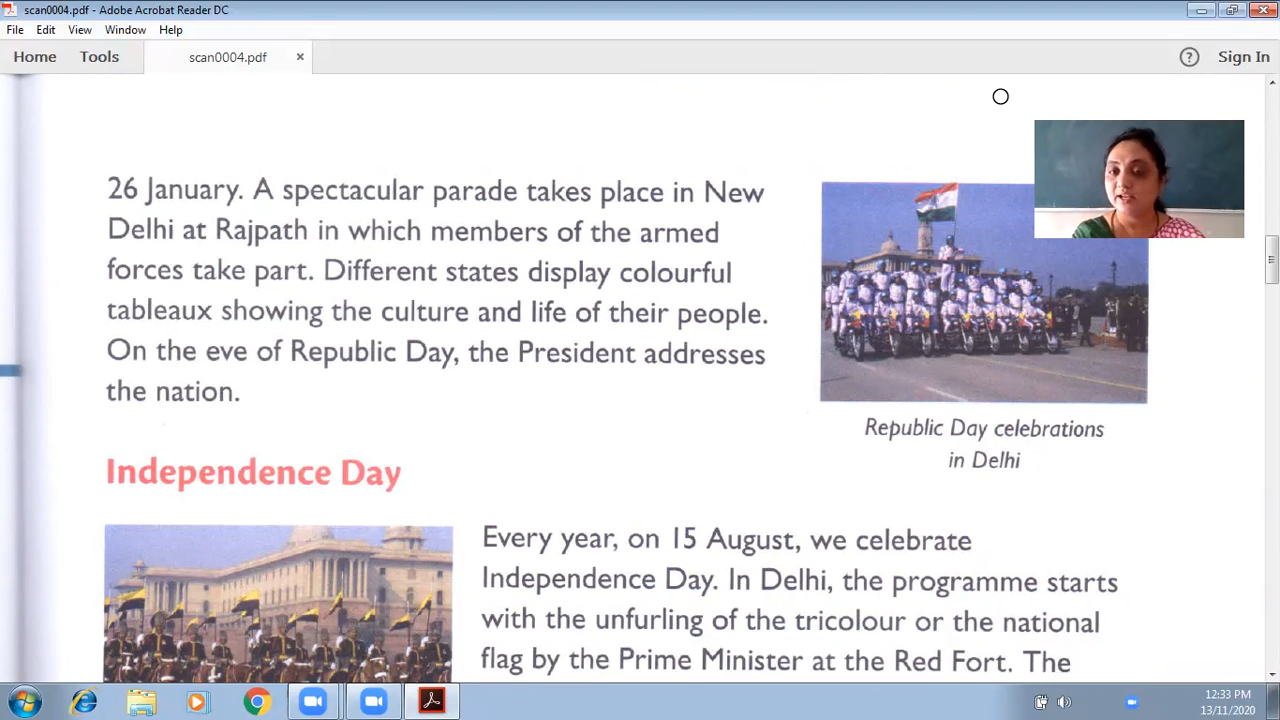 scan0004.pdf - Adobe Acrobat Reader DC
File Edit View Window Help
Home Tools scan0004.pdf × ? Sign In
26 January. A spectacular parade takes place in New
Delhi at Rajpath in which members of the armed
forces take part. Different states display colourful
tableaux showing the culture and life of their people.
On the eve of Republic Day, the President addresses
the nation.
Republic Day celebrations
in Delhi
Independence Day
Every year, on 15 August, we celebrate
Independence Day. In Delhi, the programme starts
with the unfurling of the tricolour or the national
flag by the Prime Minister at the Red Fort. The
12:33 PM
13/11/2020